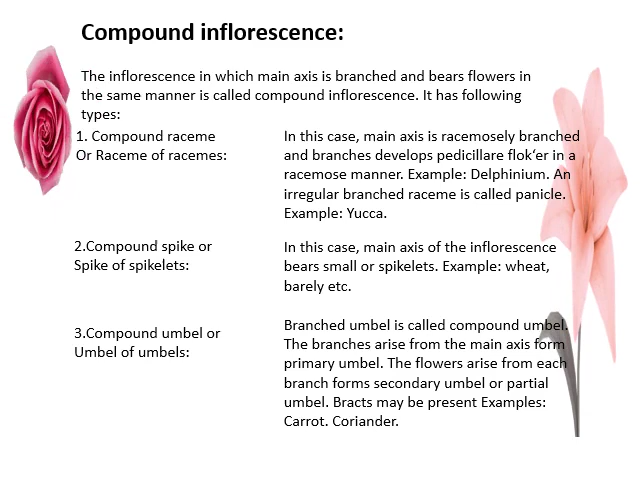 Compound inflorescence:
The inflorescence in which main axis is branched and bears flowers in
the same manner is called compound inflorescence. It has following
types:
1. Compound raceme
Or Raceme of racemes:
In this case, main axis is racemosely branched
and branches develops pedicillare flok‘er in a
racemose manner. Example: Delphinium. An
irregular branched raceme is called panicle.
Example: Yucca.
2.Compound spike or
Spike of spikelets:
In this case, main axis of the inflorescence
bears small or spikelets. Example: wheat,
barely etc.
3.Compound umbel or
Umbel of umbels:
Branched umbel is called compound umbel.
The branches arise from the main axis form
primary umbel. The flowers arise from each
branch forms secondary umbel or partial
umbel. Bracts may be present Examples:
Carrot. Coriander.